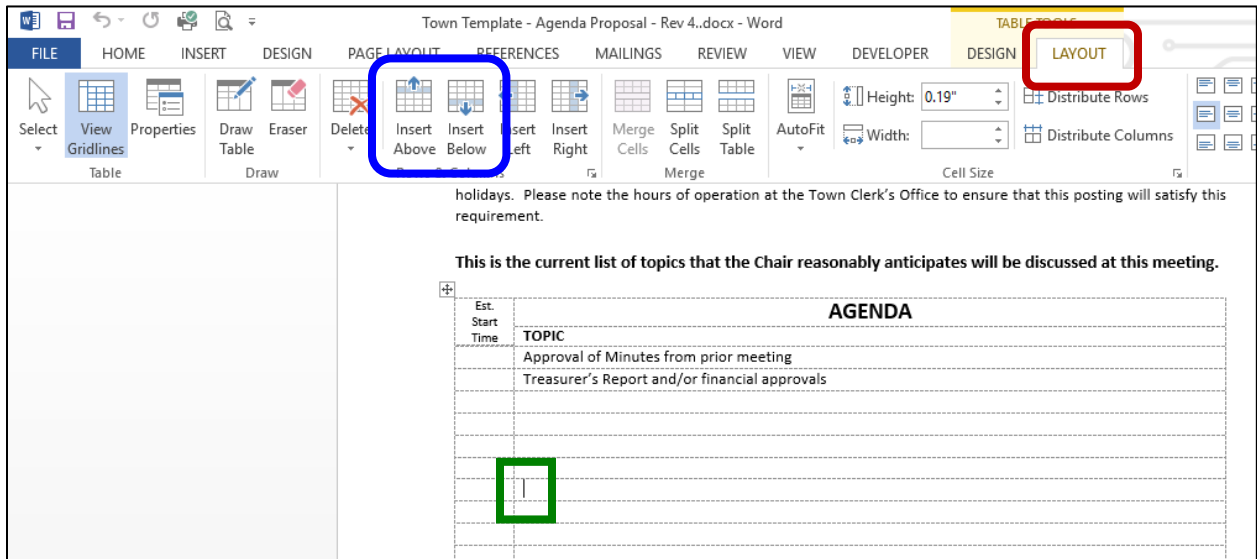 Town Template - Agenda Proposal - Rev 4..docx - Word
TABLE TOOLS
FILE HOME INSERT DESIGN PAGE LAYOUT REFERENCES MAILINGS REVIEW VIEW DEVELOPER DESIGN LAYOUT
Height: 0.19"
Distribute Rows
Select View Properties Draw Eraser Delete Insert Insert Insert Insert Merge Split Split AutoFit
Gridlines Table Above Below Left Right Cells Cells Table
Width:
Distribute Columns
Table Draw Rows & Columns Merge Cell Size
holidays. Please note the hours of operation at the Town Clerk's Office to ensure that this posting will satisfy this
requirement.
This is the current list of topics that the Chair reasonably anticipates will be discussed at this meeting.
Est.
Start
Time
AGENDA
TOPIC
Approval of Minutes from prior meeting
Treasurer's Report and/or financial approvals